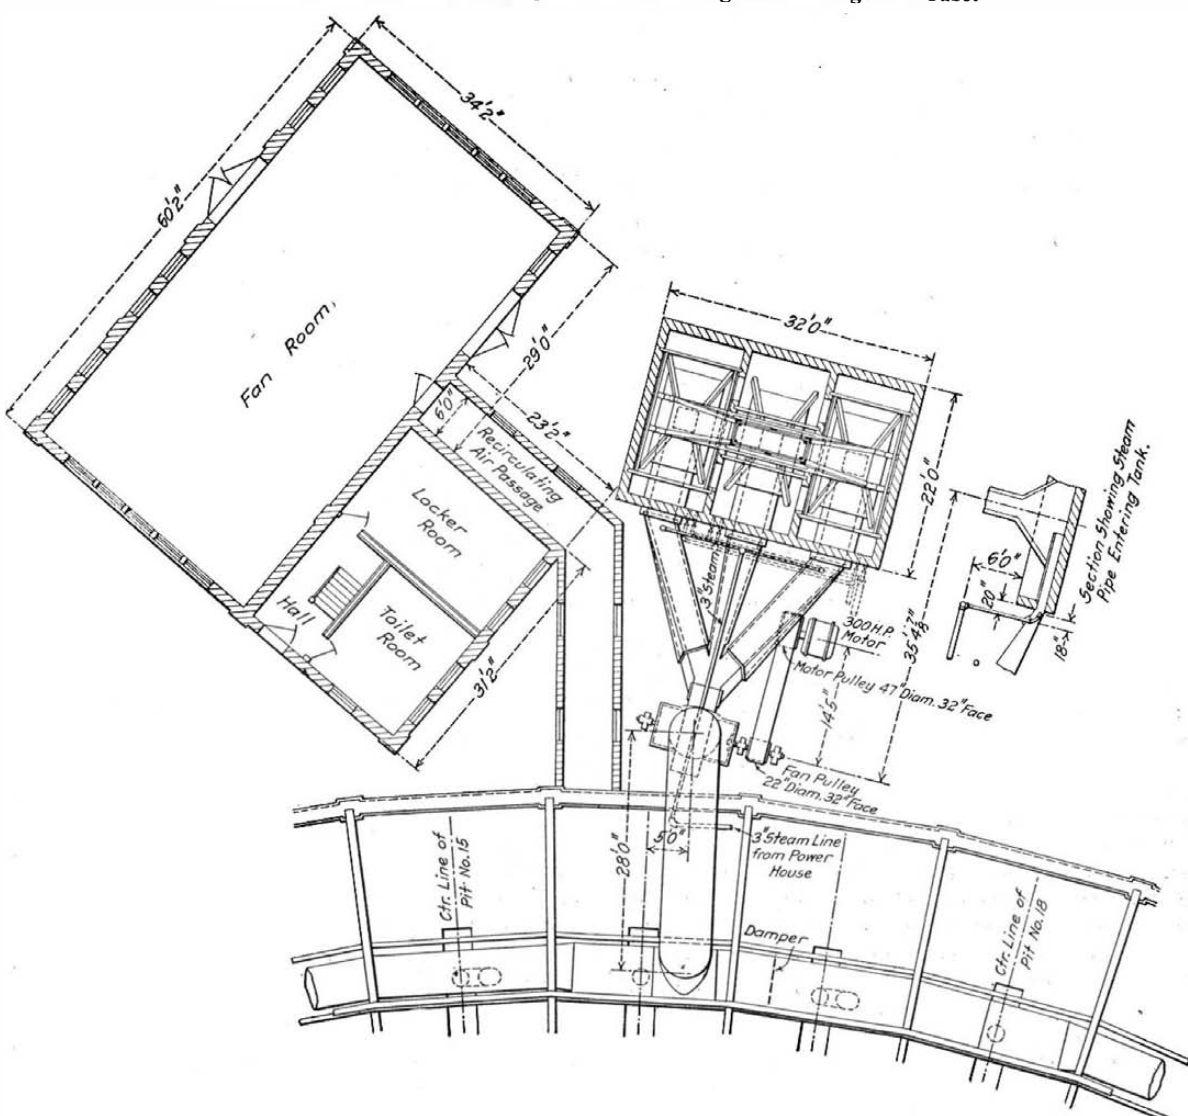 34'2"
60'2"
Fan Room,
29'0"
32'0"
6'0"
23'2"
Recirculating
Air Passage
22'0"
Section Showing Steam
Pipe Entering Tank.
Locker
Room
6'0"
20"
18"
3" Steam
Hall
Toilet
Room
31'2"
300 H.P.
Motor
Motor Pulley 47" Diam. 32" Face
14'5"
Fan Pulley
22" Diam. 32" Face
28'0"
5'0"
3" Steam Line
from Power
House
Ctr. Line of
Pit No. 15
Damper
Ctr. Line of
Pit No. 18